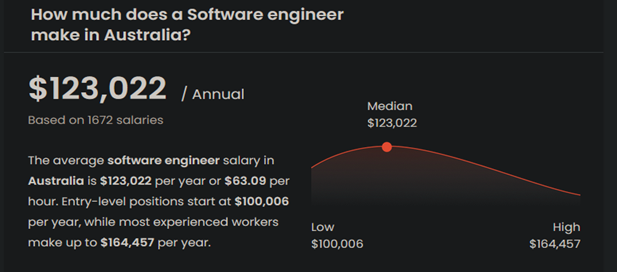 How much does a Software engineer
make in Australia?
$123,022 / Annual
Based on 1672 salaries
The average software engineer salary in
Australia is $123,022 per year or $63.09 per
hour. Entry-level positions start at $100,006
per year, while most experienced workers
make up to $164,457 per year.
Median
$123,022
Low
$100,006
High
$164,457